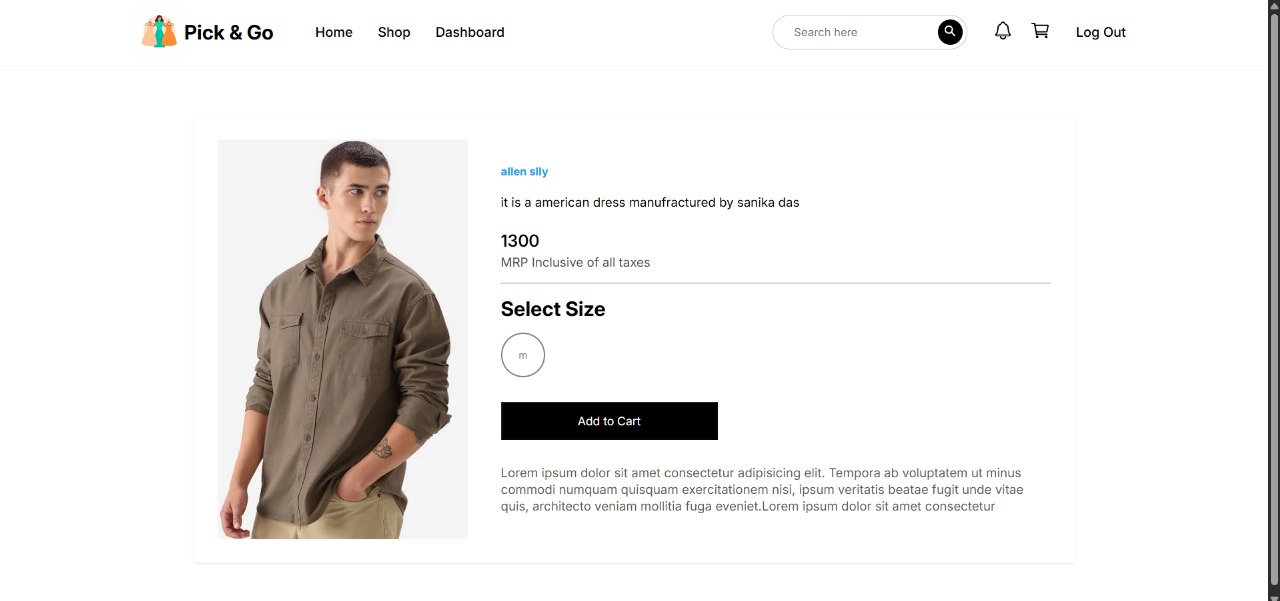 Pick & Go
Home
Shop
Dashboard
Search here
Log Out
allen slly
it is a american dress manufractured by sanika das
1300
MRP Inclusive of all taxes
Select Size
m
Add to Cart
Lorem ipsum dolor sit amet consectetur adipisicing elit. Tempora ab voluptatem ut minus
commodi numquam quisquam exercitationem nisi, ipsum veritatis beatae fugit unde vitae
quis, architecto veniam mollitia fuga eveniet.Lorem ipsum dolor sit amet consectetur